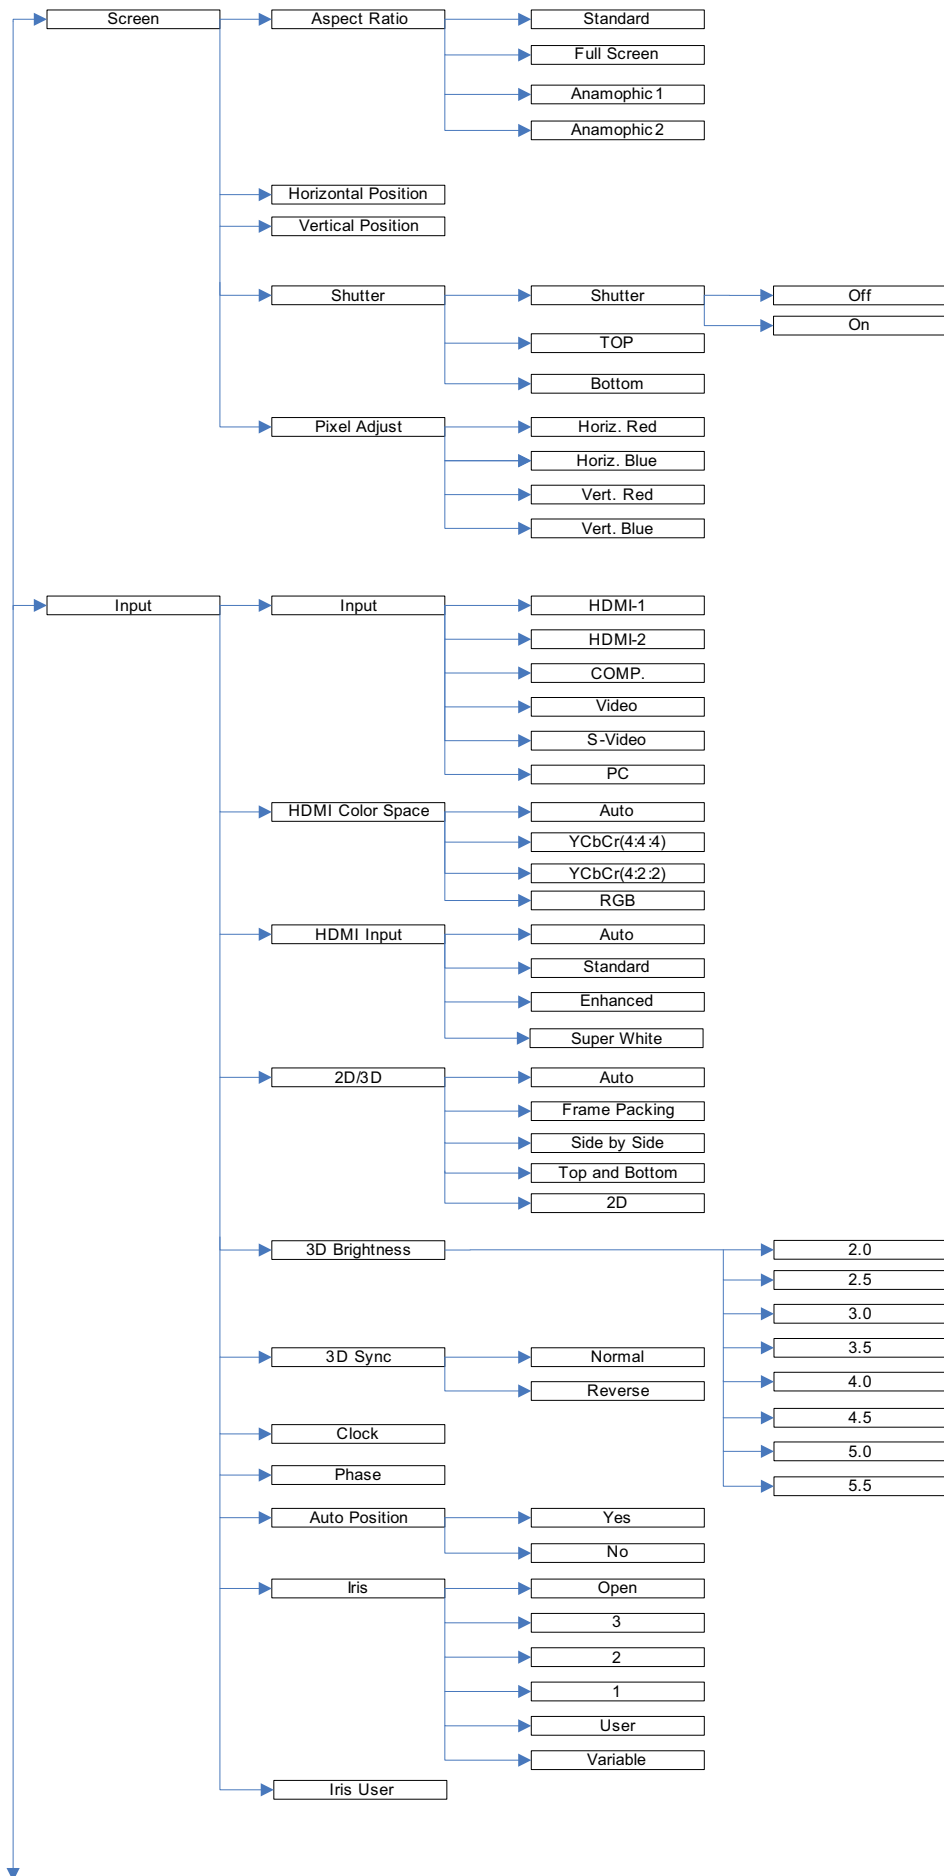 Screen
Aspect Ratio
Standard
Full Screen
Anamophic 1
Anamophic 2
Horizontal Position
Vertical Position
Shutter
Shutter
Off
On
TOP
Bottom
Pixel Adjust
Horiz. Red
Horiz. Blue
Vert. Red
Vert. Blue
Input
Input
HDMI-1
HDMI-2
COMP.
Video
S-Video
PC
HDMI Color Space
Auto
YCbCr(4:4:4)
YCbCr(4:2:2)
RGB
HDMI Input
Auto
Standard
Enhanced
Super White
2D/3D
Auto
Frame Packing
Side by Side
Top and Bottom
2D
3D Brightness
2.0
2.5
3.0
3.5
4.0
4.5
5.0
5.5
3D Sync
Normal
Reverse
Clock
Phase
Auto Position
Yes
No
Iris
Open
3
2
1
User
Variable
Iris User